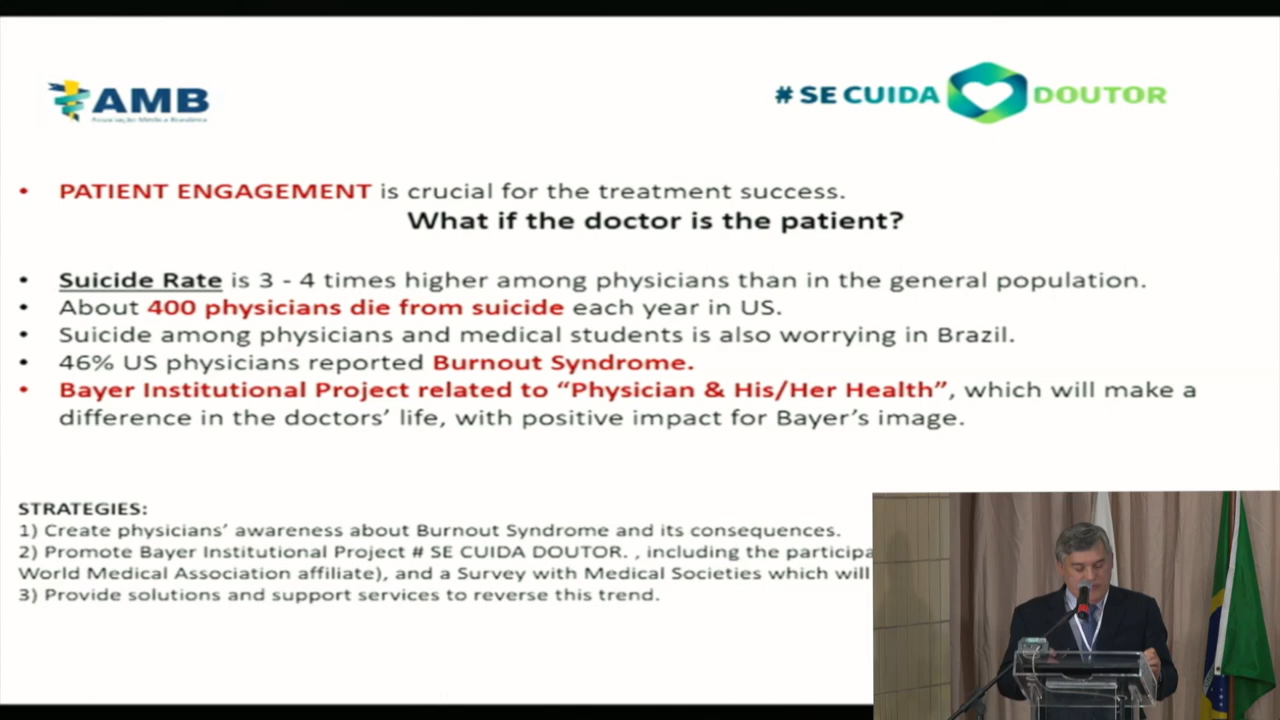 AMB
Associação Médica Brasileira
# SE CUIDA DOUTOR
• PATIENT ENGAGEMENT is crucial for the treatment success.
What if the doctor is the patient?
• Suicide Rate is 3 - 4 times higher among physicians than in the general population.
• About 400 physicians die from suicide each year in US.
• Suicide among physicians and medical students is also worrying in Brazil.
• 46% US physicians reported Burnout Syndrome.
• Bayer Institutional Project related to “Physician & His/Her Health”, which will make a
difference in the doctors’ life, with positive impact for Bayer’s image.
STRATEGIES:
1) Create physicians’ awareness about Burnout Syndrome and its consequences.
2) Promote Bayer Institutional Project # SE CUIDA DOUTOR. , including the participa
World Medical Association affiliate), and a Survey with Medical Societies which will
3) Provide solutions and support services to reverse this trend.